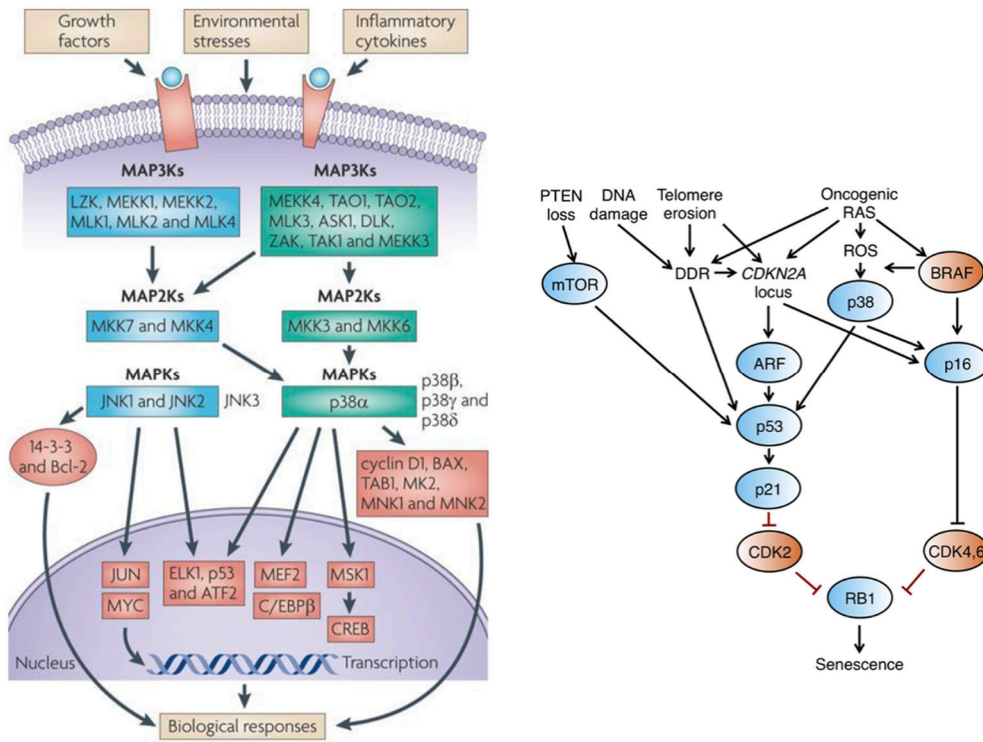 Growth
factors
Environmental
stresses
Inflammatory
cytokines
MAP3Ks
MAP3Ks
LZK, MEKK1, MEKK2,
MLK1, MLK2 and MLK4
MEKK4, TAO1, TAO2,
MLK3, ASK1, DLK,
ZAK, TAK1 and MEKK3
MAP2Ks
MAP2Ks
MKK7 and MKK4
MKK3 and MKK6
MAPKs
MAPKs
JNK1 and JNK2
JNK3
p38α
p38β,
p38γ and
p38δ
14-3-3
and Bcl-2
cyclin D1, BAX,
TAB1, MK2,
MNK1 and MNK2
JUN
MYC
ELK1, p53
and ATF2
MEF2
C/EBPβ
MSK1
CREB
Nucleus
Transcription
Biological responses
PTEN
loss
DNA
damage
Telomere
erosion
Oncogenic
RAS
mTOR
DDR
CDKN2A
locus
ROS
p38
BRAF
ARF
p16
p53
p21
CDK2
CDK4,6
RB1
Senescence